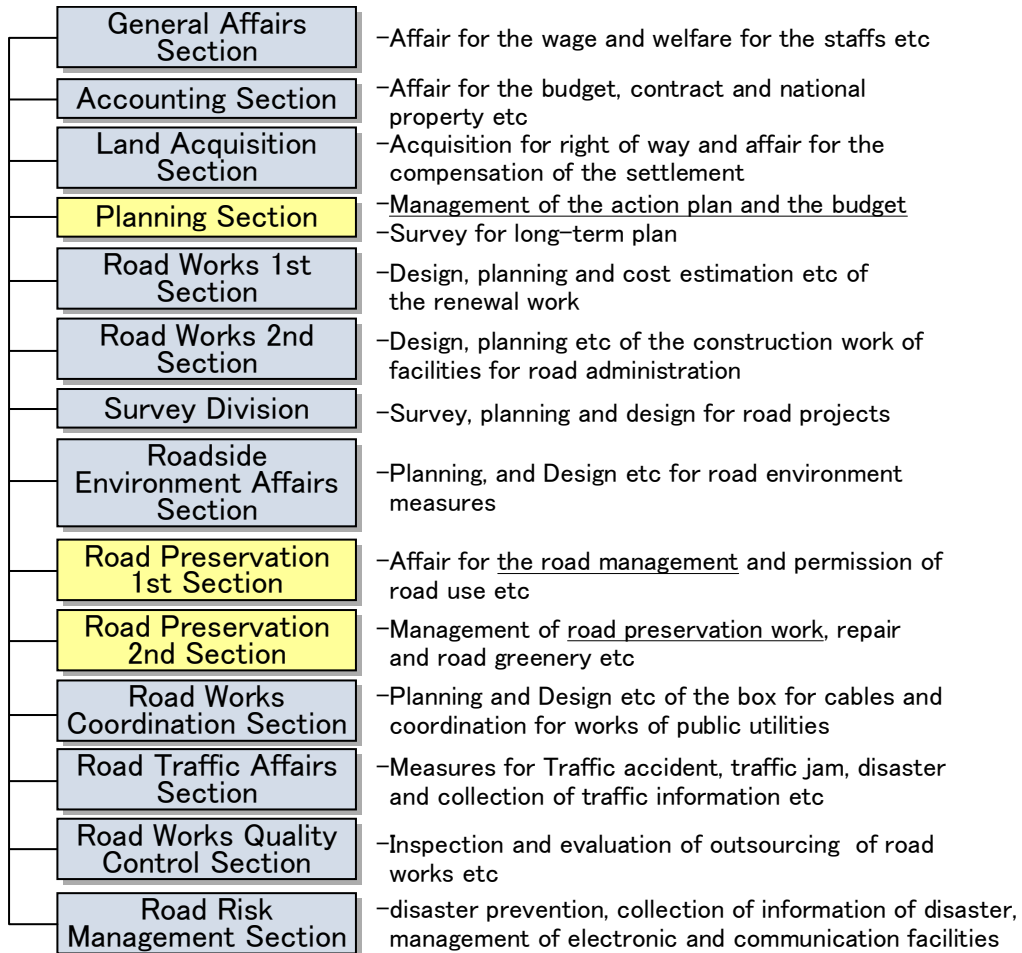 General Affairs
Section
-Affair for the wage and welfare for the staffs etc
Accounting Section
-Affair for the budget, contract and national
property etc
Land Acquisition
Section
-Acquisition for right of way and affair for the
compensation of the settlement
Planning Section
-Management of the action plan and the budget
-Survey for long-term plan
Road Works 1st
Section
-Design, planning and cost estimation etc of
the renewal work
Road Works 2nd
Section
-Design, planning etc of the construction work of
facilities for road administration
Survey Division
-Survey, planning and design for road projects
Roadside
Environment Affairs
Section
-Planning, and Design etc for road environment
measures
Road Preservation
1st Section
-Affair for the road management and permission of
road use etc
Road Preservation
2nd Section
-Management of road preservation work, repair
and road greenery etc
Road Works
Coordination Section
-Planning and Design etc of the box for cables and
coordination for works of public utilities
Road Traffic Affairs
Section
-Measures for Traffic accident, traffic jam, disaster
and collection of traffic information etc
Road Works Quality
Control Section
-Inspection and evaluation of outsourcing of road
works etc
Road Risk
Management Section
-disaster prevention, collection of information of disaster,
management of electronic and communication facilities